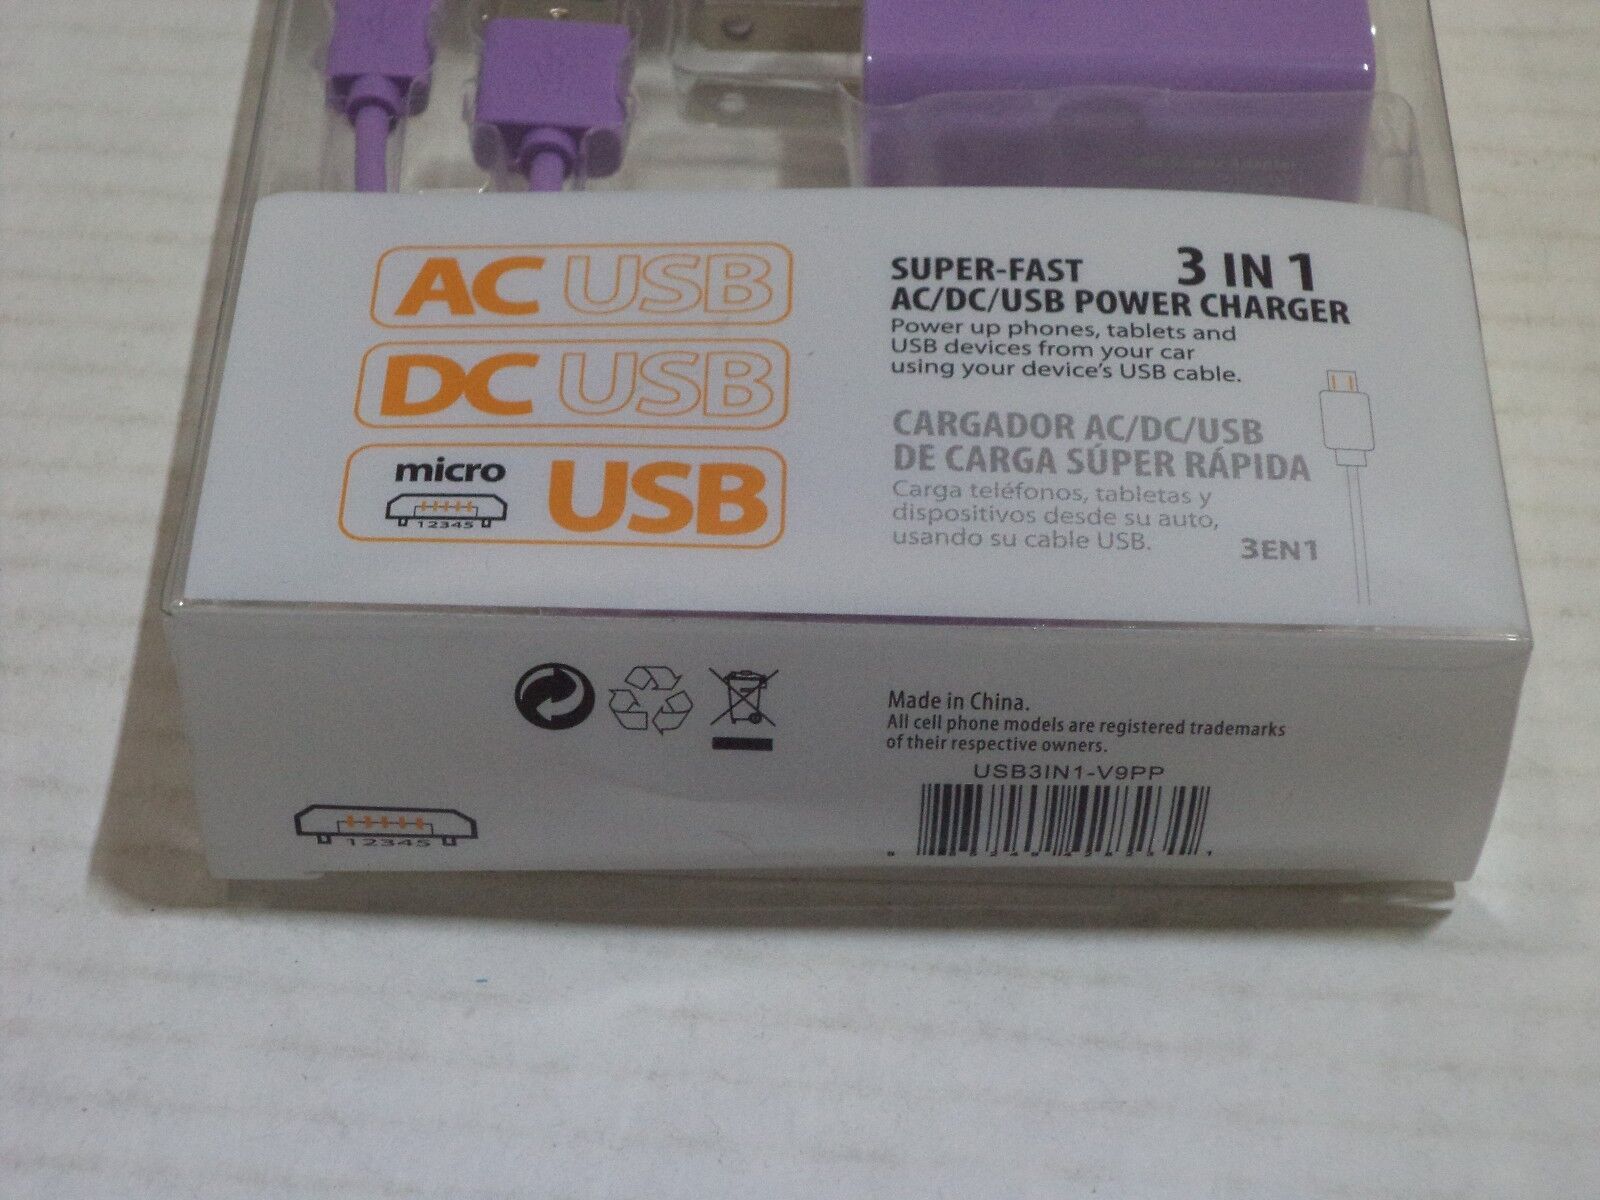 AC USB
DC USB
micro
12345
USB
SUPER-FAST 3 IN 1
AC/DC/USB POWER CHARGER
Power up phones, tablets and
USB devices from your car
using your device's USB cable.
CARGADOR AC/DC/USB
DE CARGA SÚPER RÁPIDA
Carga teléfonos, tabletas y
dispositivos desde su auto,
usando su cable USB.
3EN1
Made in China.
All cell phone models are registered trademarks
of their respective owners.
USB3IN1-V9PP
12345